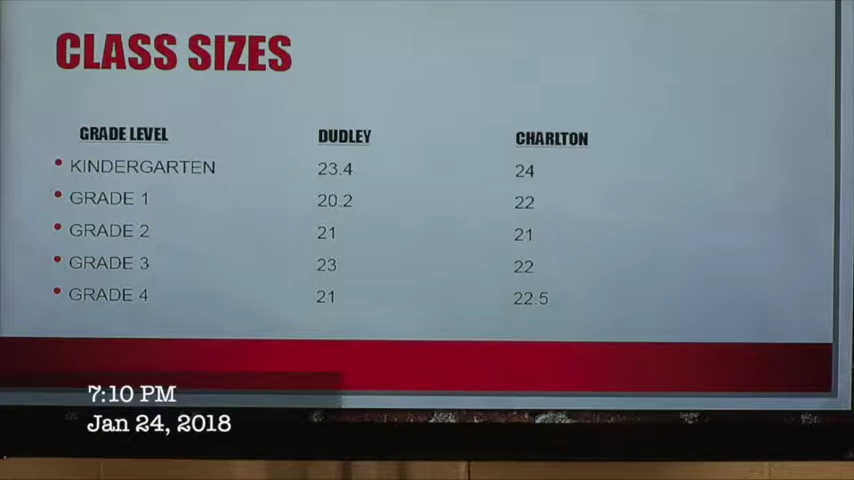 CLASS SIZES
GRADE LEVEL DUDLEY CHARLTON
• KINDERGARTEN 23.4 24
• GRADE 1 20.2 22
• GRADE 2 21 21
• GRADE 3 23 22
• GRADE 4 21 22.5
7:10 PM
Jan 24, 2018